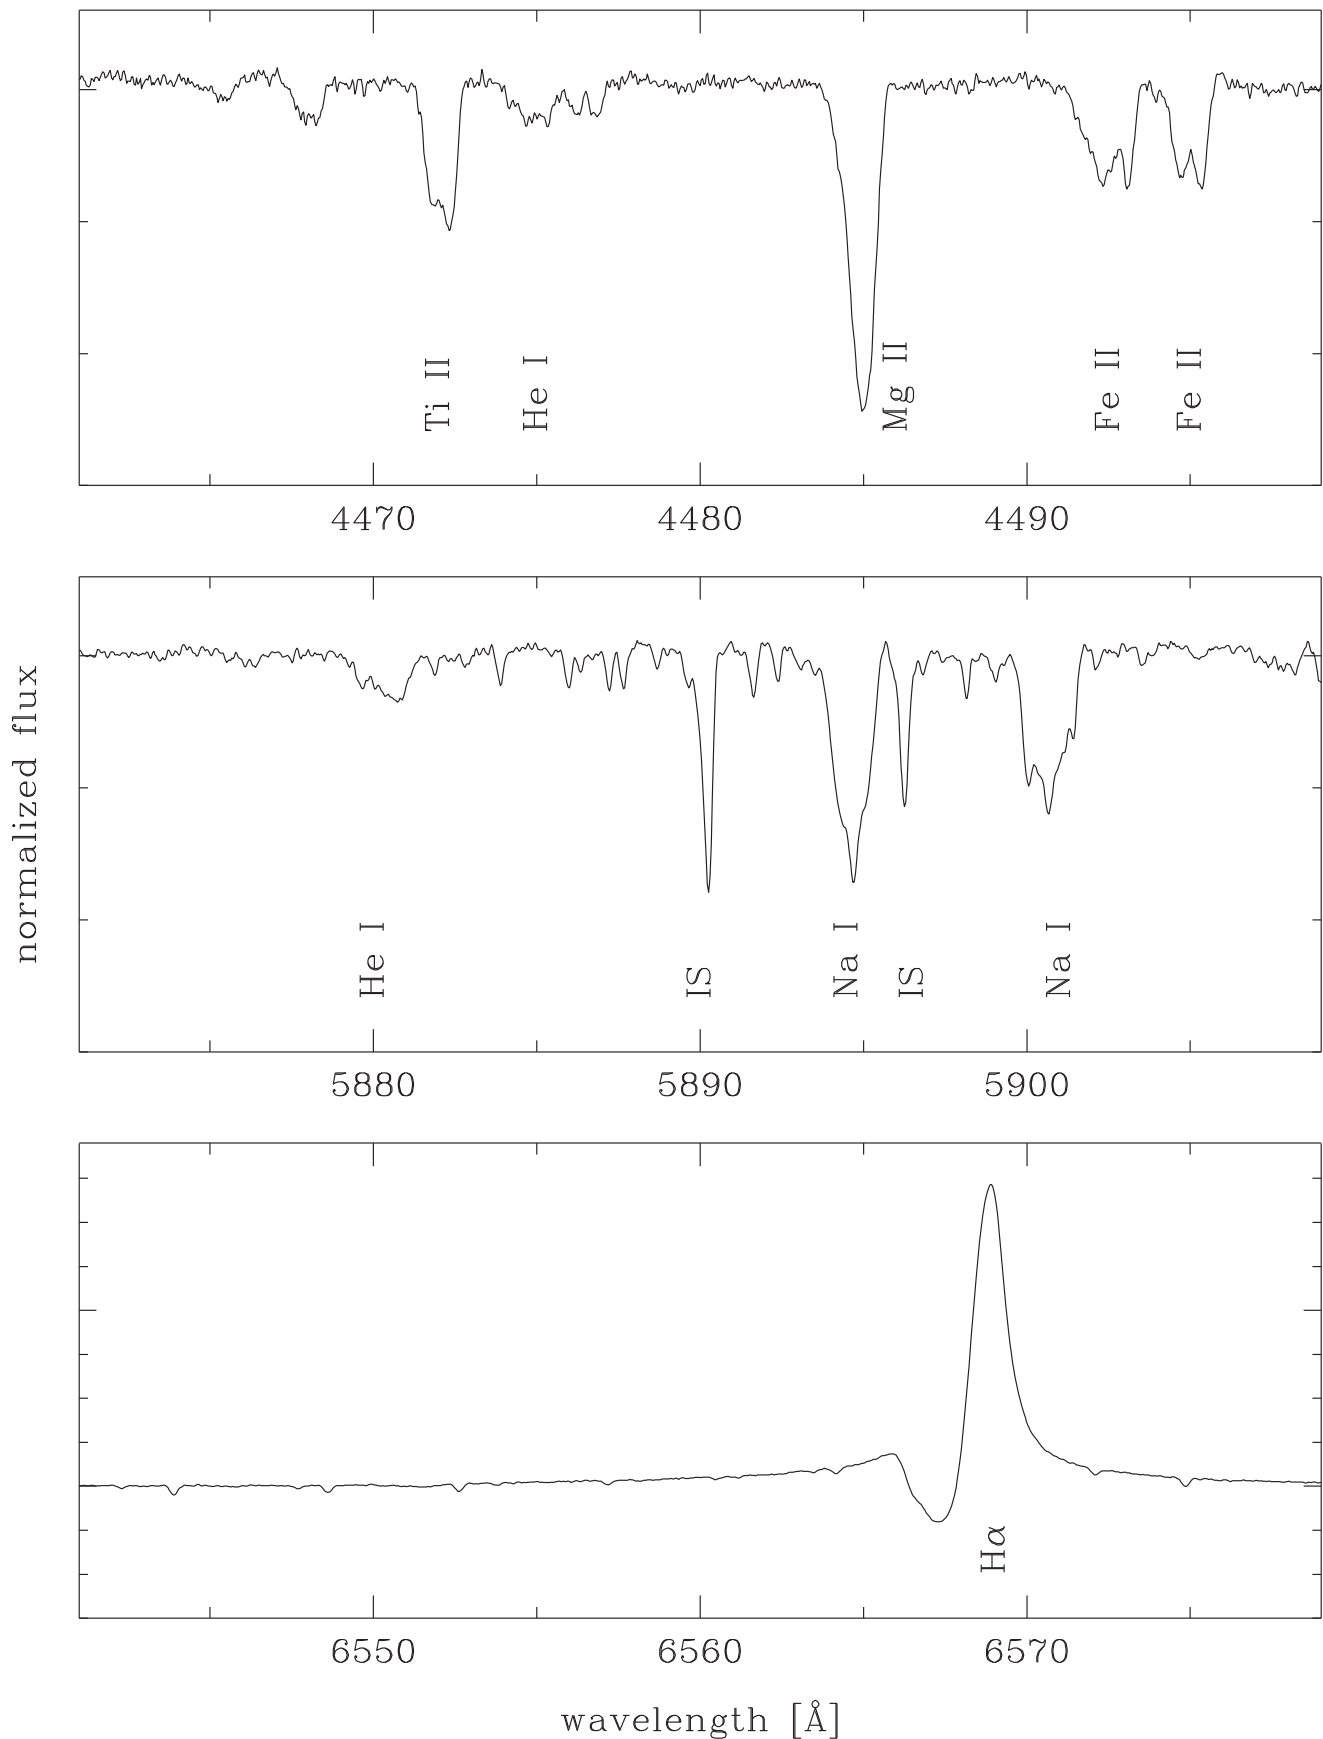 Ti II
He I
Mg II
Fe II
Fe II
4470 4480 4490
normalized flux
He I
IS
Na I
IS
Na I
5880 5890 5900
Hα
6550 6560 6570
wavelength [Å]